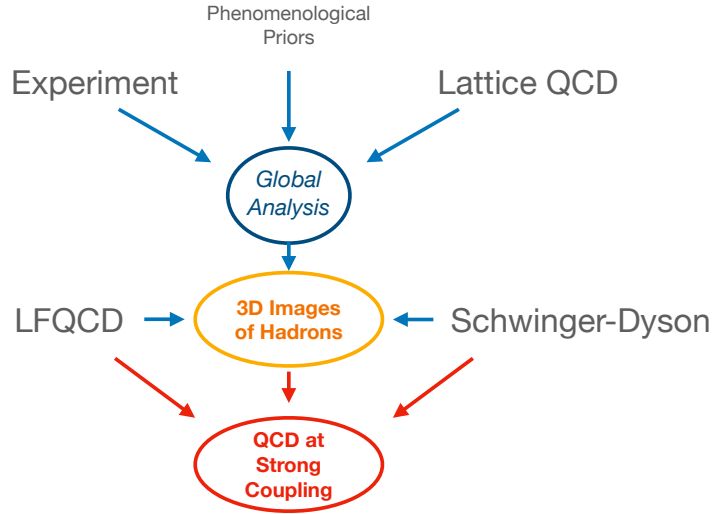 Phenomenological
Priors
Experiment
Lattice QCD
Global
Analysis
LFQCD
3D Images
of Hadrons
Schwinger-Dyson
QCD at
Strong
Coupling